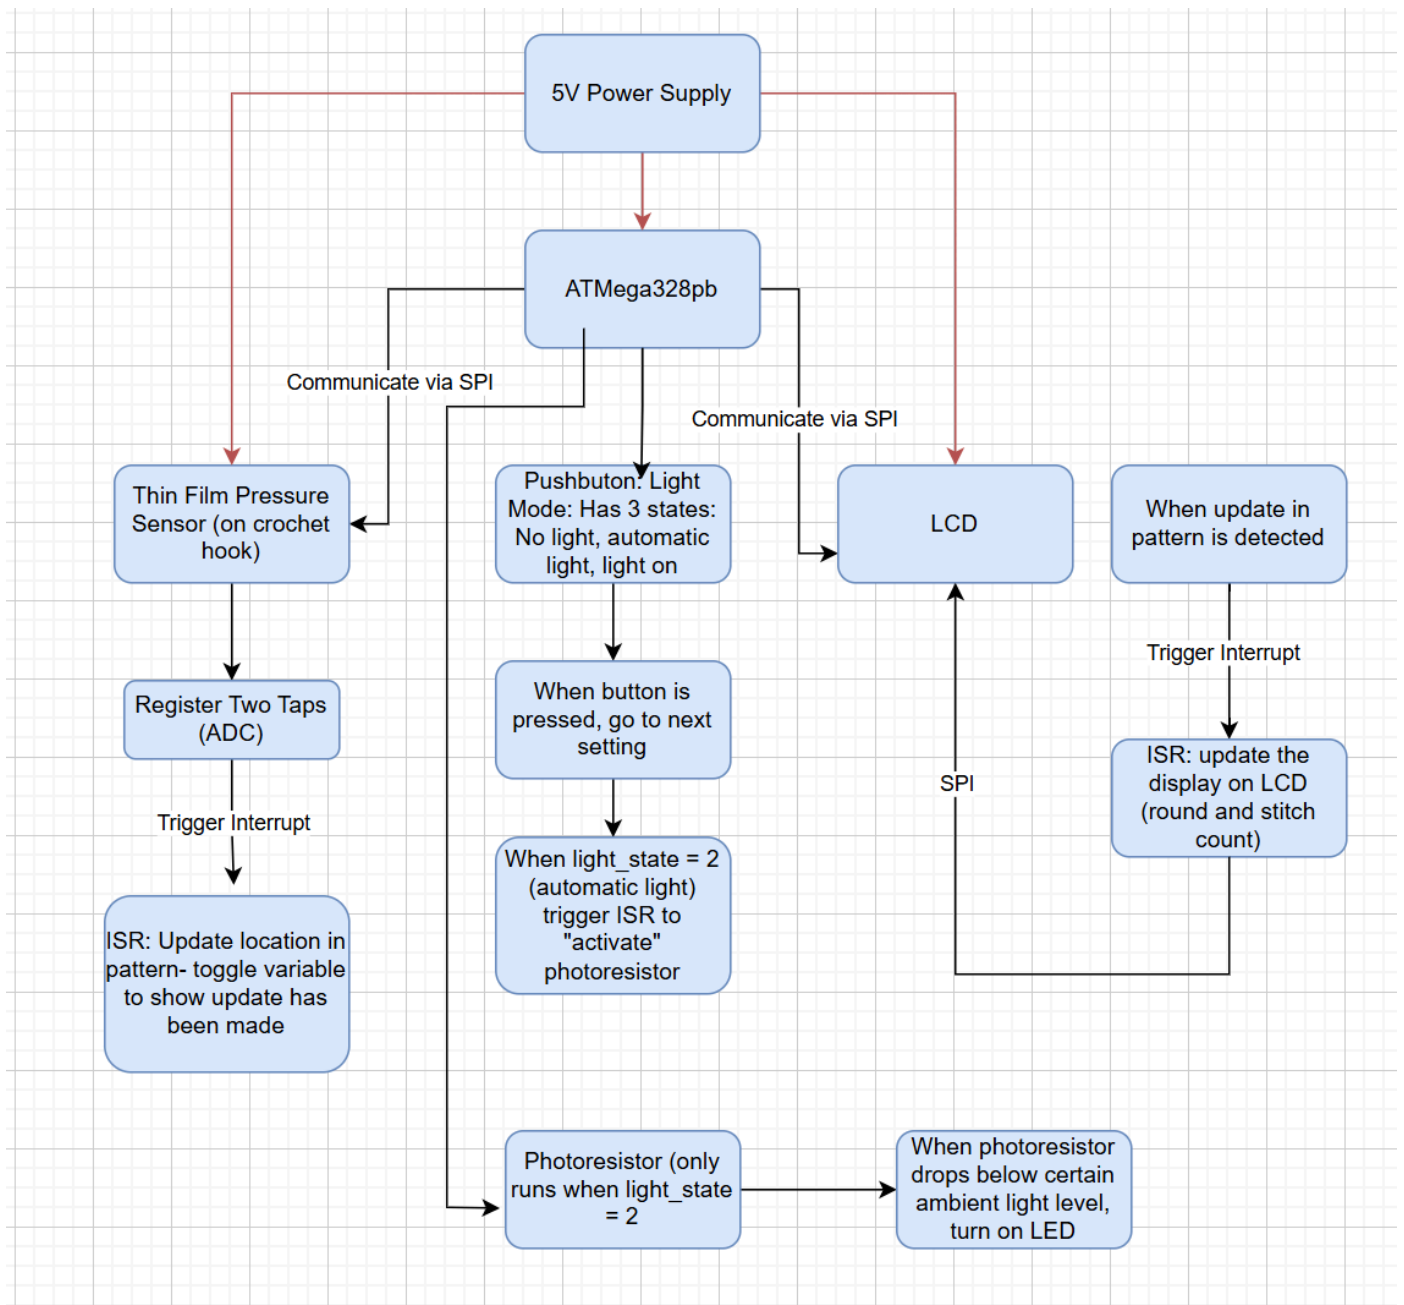 5V Power Supply
ATMega328pb
Communicate via SPI
Communicate via SPI
Thin Film Pressure
Sensor (on crochet
hook)
Pushbuton: Light
Mode: Has 3 states:
No light, automatic
light, light on
LCD
When update in
pattern is detected
Register Two Taps
(ADC)
When button is
pressed, go to next
setting
Trigger Interrupt
SPI
ISR: update the
display on LCD
(round and stitch
count)
Trigger Interrupt
When light_state = 2
(automatic light)
trigger ISR to
"activate"
photoresistor
ISR: Update location in
pattern- toggle variable
to show update has
been made
Photoresistor (only
runs when light_state
= 2
When photoresistor
drops below certain
ambient light level,
turn on LED